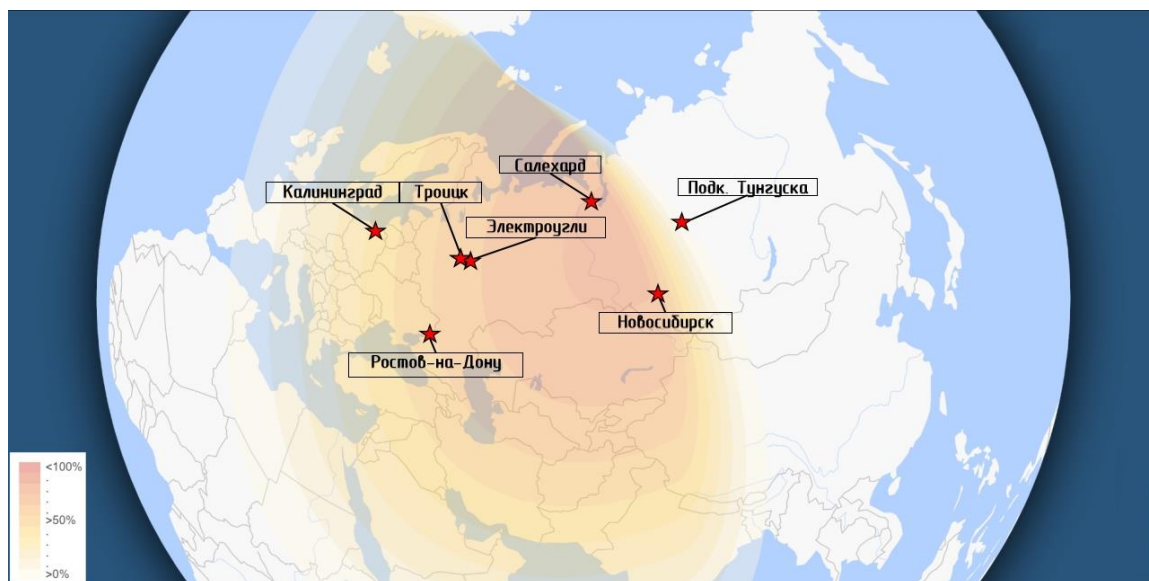 Салехард
Калининград
Троицк
Подк. Тунгуска
Электроугли
Новосибирск
Ростов-на-Дону
<100%
>50%
>0%